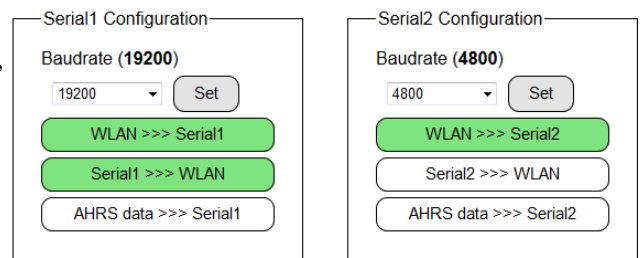 Serial1 Configuration
Baudrate (19200)
19200
Set
WLAN >>> Serial1
Serial1 >>> WLAN
AHRS data >>> Serial1
Serial2 Configuration
Baudrate (4800)
4800
Set
WLAN >>> Serial2
Serial2 >>> WLAN
AHRS data >>> Serial2